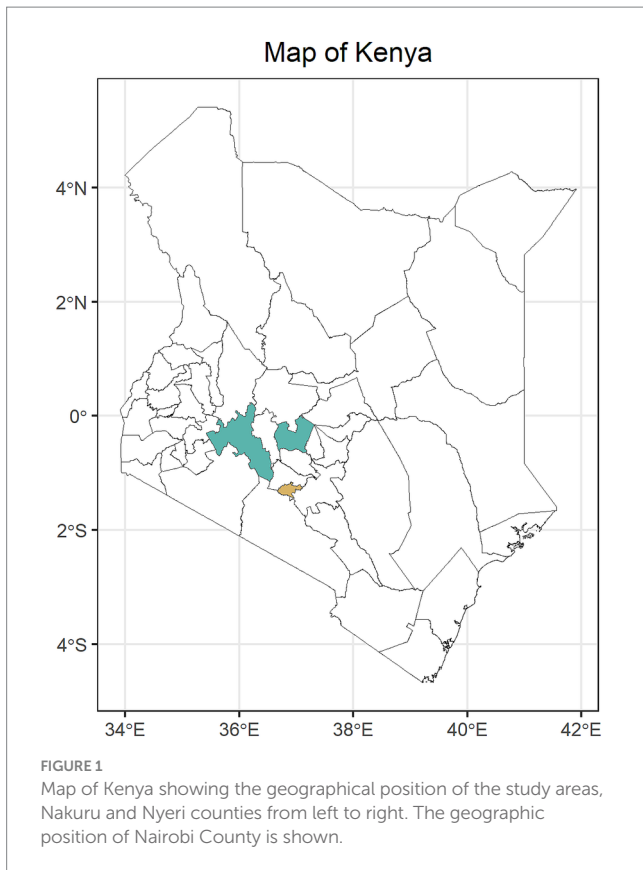 Map of Kenya
4°N
2°N
0°
2°S
4°S
34°E 36°E 38°E 40°E 42°E
FIGURE 1
Map of Kenya showing the geographical position of the study areas,
Nakuru and Nyeri counties from left to right. The geographic
position of Nairobi County is shown.